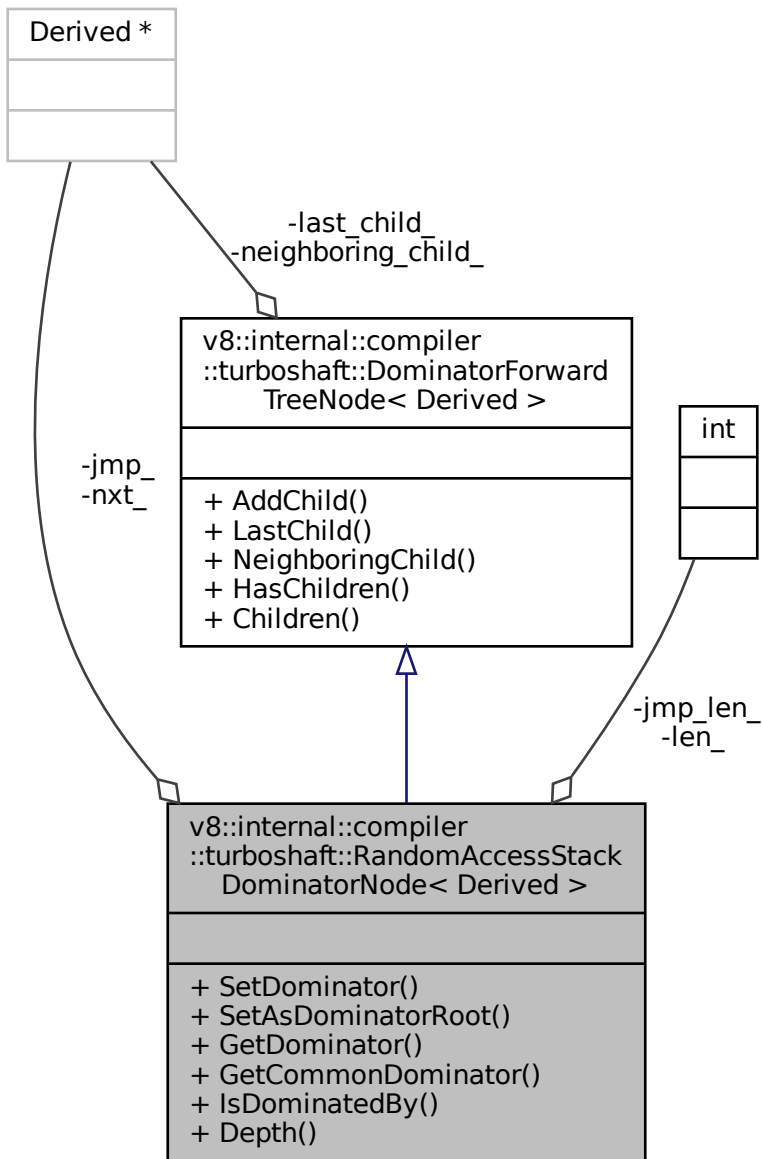 Derived *
-last_child_
-neighboring_child_
v8::internal::compiler
::turboshaft::DominatorForward
TreeNode< Derived >
+ AddChild()
+ LastChild()
+ NeighboringChild()
+ HasChildren()
+ Children()
int
-jmp_
-nxt_
-jmp_len_
-len_
v8::internal::compiler
::turboshaft::RandomAccessStack
DominatorNode< Derived >
+ SetDominator()
+ SetAsDominatorRoot()
+ GetDominator()
+ GetCommonDominator()
+ IsDominatedBy()
+ Depth()